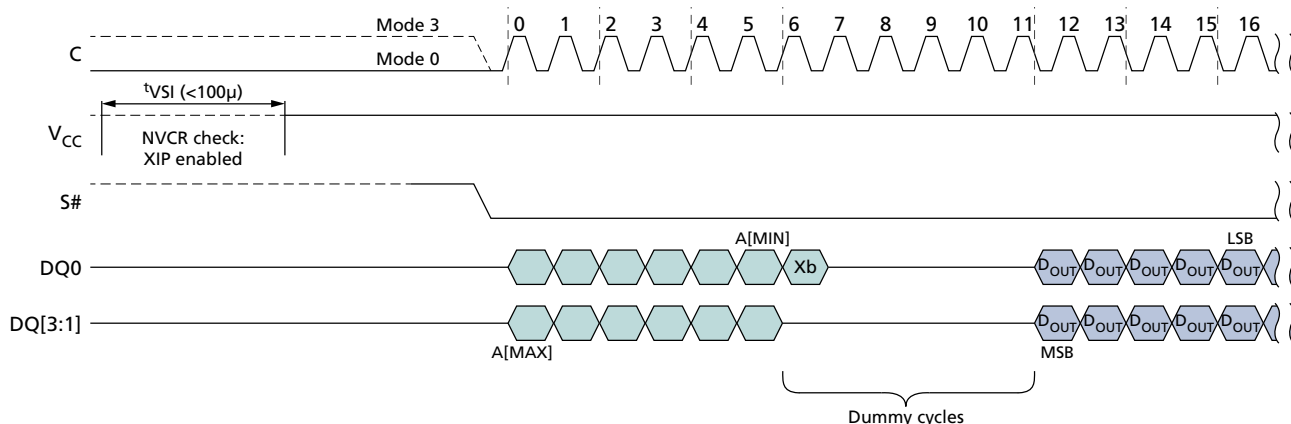 Mode 3
0 1 2 3 4 5 6 7 8 9 10 11 12 13 14 15 16
C
Mode 0
tVSI (<100µ)
VCC
NVCR check:
XIP enabled
S#
A[MIN]
LSB
DQ0
Xb
DOUT DOUT DOUT DOUT DOUT
DQ[3:1]
DOUT DOUT DOUT DOUT DOUT
A[MAX]
MSB
Dummy cycles